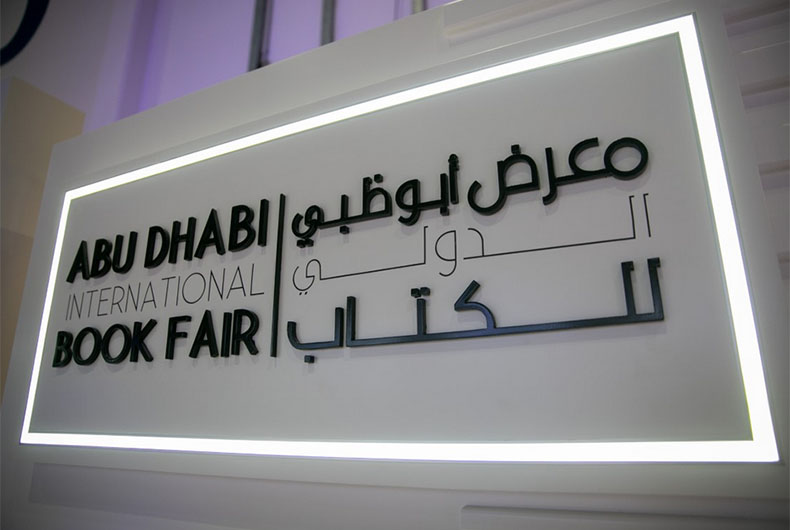 ABU DHABI
INTERNATIONAL
BOOK FAIR
معرض أبوظبي
الدولي
للكتاب